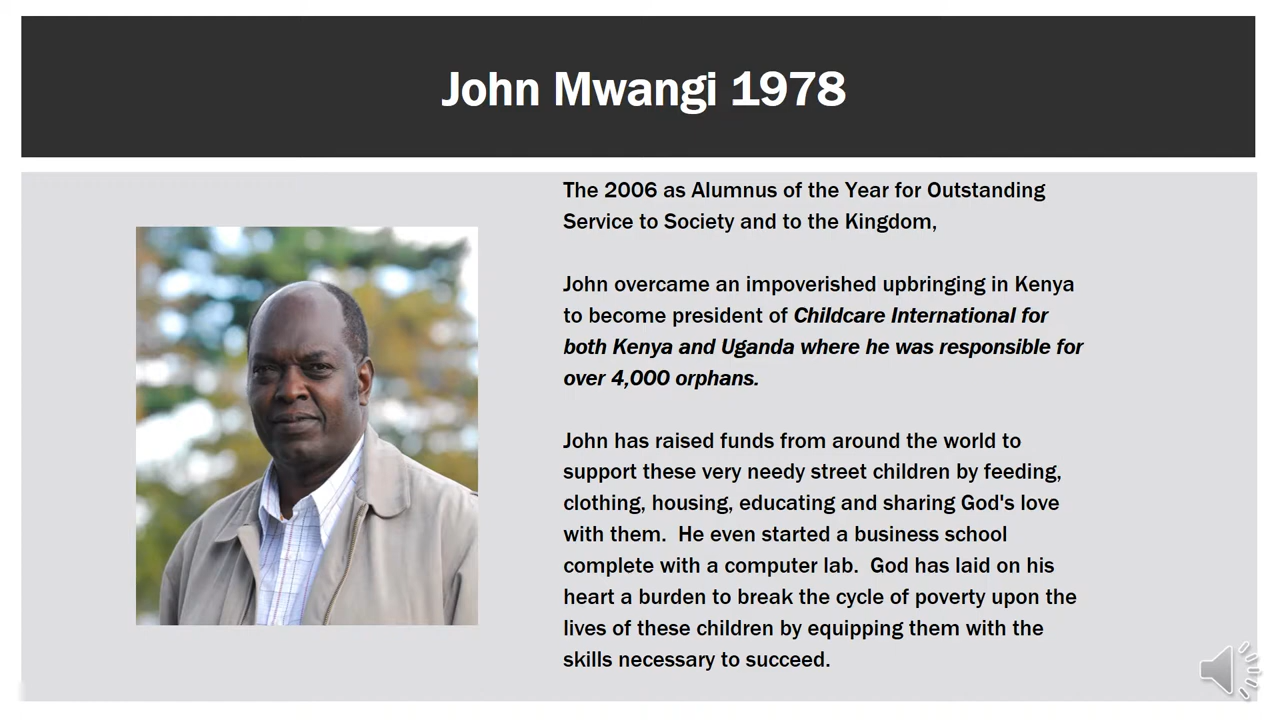 John Mwangi 1978
The 2006 as Alumnus of the Year for Outstanding
Service to Society and to the Kingdom,
John overcame an impoverished upbringing in Kenya
to become president of Childcare International for
both Kenya and Uganda where he was responsible for
over 4,000 orphans.
John has raised funds from around the world to
support these very needy street children by feeding,
clothing, housing, educating and sharing God's love
with them.  He even started a business school
complete with a computer lab.  God has laid on his
heart a burden to break the cycle of poverty upon the
lives of these children by equipping them with the
skills necessary to succeed.